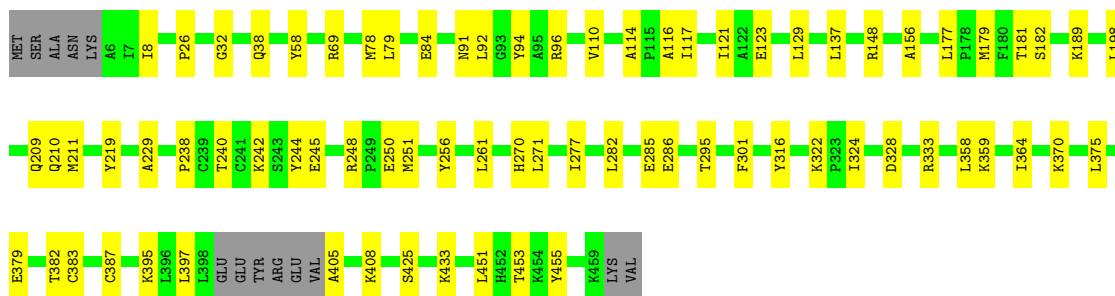 MET SER ALA ASN LYS A6 I7 I8 P26 G32 Q38 Y58 R69 M78 L79 E84 N91 L92 G93 Y94 A95 R96 V110 A114 P115 A116 I117 I121 A122 E123 L129 L137 R148 A156 L177 P178 M179 F180 T181 S182 K189
Q209 Q210 M211 Y219 A229 P238 C239 T240 C241 K242 S243 Y244 E245 R248 P249 E250 M251 Y256 L261 H270 L271 I277 L282 E285 E286 T295 F301 Y316 K322 P323 I324 D328 R333 L358 K359 I364 K370 L375
E379 T382 C383 C387 K395 L396 L397 L398 GLU GLU TYR ARG GLU VAL A405 K408 S425 K433 L451 H452 T453 K454 Y455 K459 LYS VAL